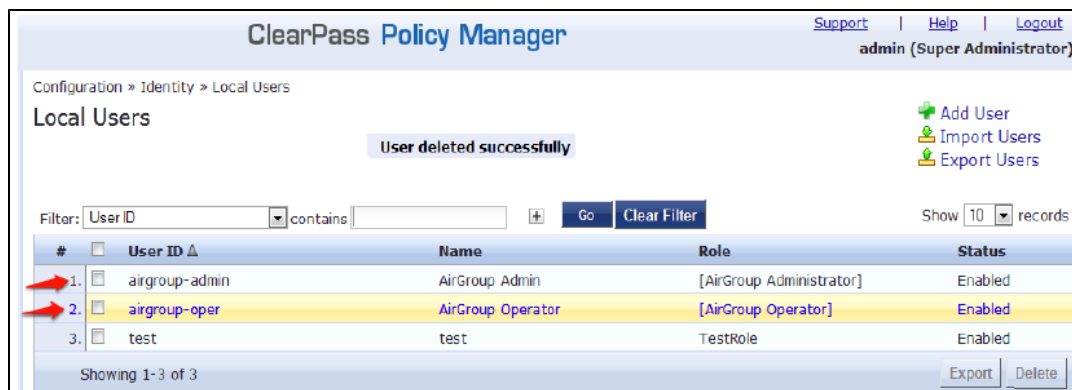 ClearPass Policy Manager
Support | Help | Logout
admin (Super Administrator)
Configuration » Identity » Local Users
Local Users
User deleted successfully
Add User
Import Users
Export Users
Filter: User ID contains + Go Clear Filter Show 10 records
# User ID Name Role Status
1. airgroup-admin AirGroup Admin [AirGroup Administrator] Enabled
2. airgroup-oper AirGroup Operator [AirGroup Operator] Enabled
3. test test TestRole Enabled
Showing 1-3 of 3 Export Delete